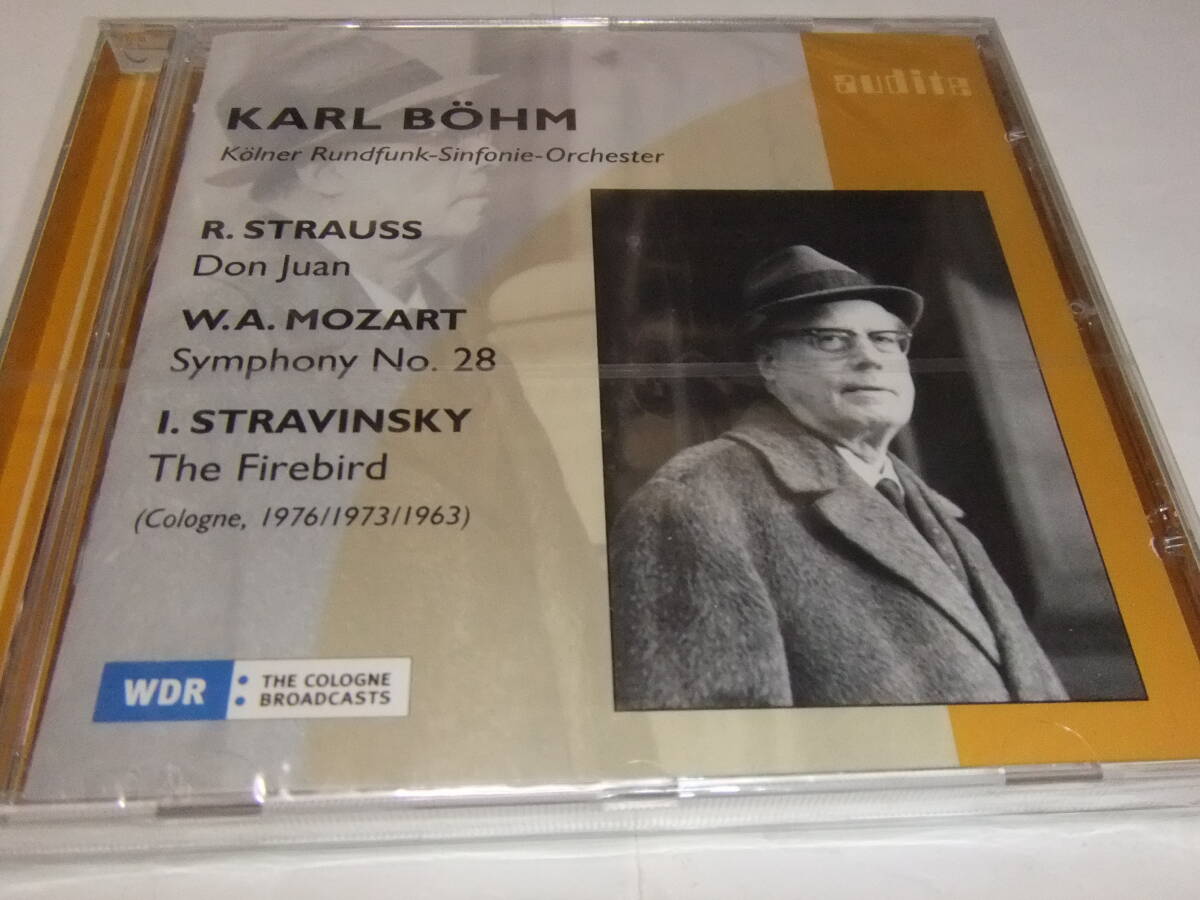 audite
KARL BÖHM
Kölner Rundfunk-Sinfonie-Orchester
R. STRAUSS
Don Juan
W.A. MOZART
Symphony No. 28
I. STRAVINSKY
The Firebird
(Cologne, 1976/1973/1963)
WDR: THE COLOGNE
BROADCASTS